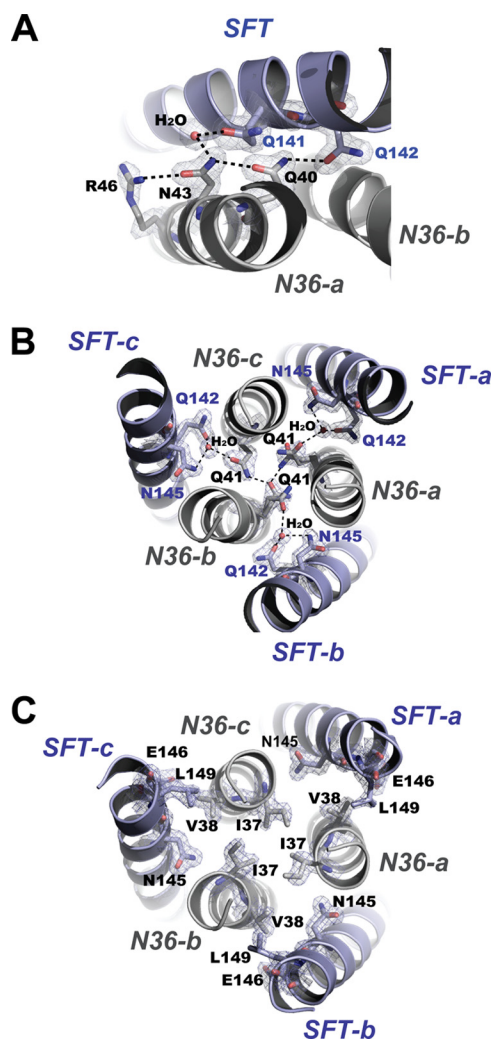 A
SFT
H₂O
Q141
Q142
R46
N43
Q40
N36-b
N36-a
B
SFT-c
N36-c
N145
SFT-a
Q142
H₂O
H₂O
Q41
Q142
N145
Q41
Q41
N36-a
N36-b
H₂O
N145
Q142
SFT-b
C
N36-c
SFT-a
SFT-c
N145
E146
L149
E146
V38
L149
V38
I37
I37
N145
I37
N36-a
N145
N36-b
V38
L149
E146
SFT-b